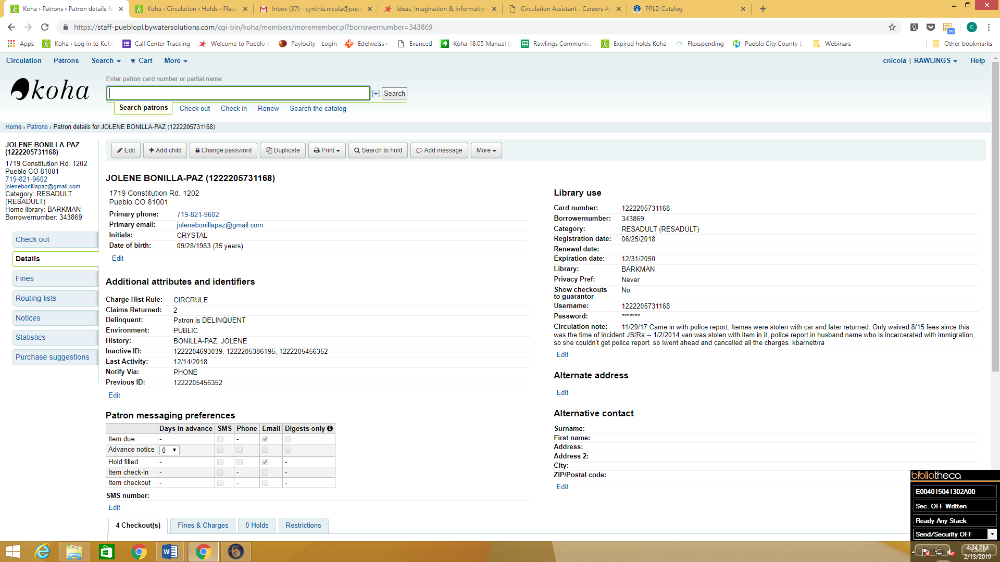 Koha › Patrons › Patron details fo
Koha › Circulation › Holds › Place
Inbox (37) - cynthia.nicola@pueb
Ideas, Imagination & Information
Circulation Assistant - Careers At
PPLD Catalog
https://staff-pueblopl.bywatersolutions.com/cgi-bin/koha/members/moremember.pl?borrowernumber=343869
19
C
Apps
Koha › Log in to Koha
Call Center Tracking
Welcome to Pueblo
Paylocity - Login
Edelweiss+
Evanced
Koha 18.05 Manual (e
Rawlings Communica
Expired holds Koha
Flexspending
Pueblo City County L
Webinars
Other bookmarks
Circulation
Patrons
Search
Cart
More
cnicola | RAWLINGS
Help
koha
Enter patron card number or partial name:
[+]
Search
Search patrons
Check out
Check in
Renew
Search the catalog
Home › Patrons › Patron details for JOLENE BONILLA-PAZ (1222205731168)
JOLENE BONILLA-PAZ
(1222205731168)
1719 Constitution Rd. 1202
Pueblo CO 81001
719-821-9602
jolenebonillapaz@gmail.com
Category: RESADULT
(RESADULT)
Home library: BARKMAN
Borrowernumber: 343869
Check out
Details
Fines
Routing lists
Notices
Statistics
Purchase suggestions
Edit
Add child
Change password
Duplicate
Print
Search to hold
Add message
More
JOLENE BONILLA-PAZ (1222205731168)
1719 Constitution Rd. 1202
Pueblo CO 81001
Primary phone: 719-821-9602
Primary email: jolenebonillapaz@gmail.com
Initials: CRYSTAL
Date of birth: 09/28/1983 (35 years)
Edit
Additional attributes and identifiers
Charge Hist Rule: CIRCRULE
Claims Returned: 2
Delinquent: Patron is DELINQUENT
Environment: PUBLIC
History: BONILLA-PAZ, JOLENE
Inactive ID: 1222204693039, 1222205386195, 1222205456352
Last Activity: 12/14/2018
Notify Via: PHONE
Previous ID: 1222205456352
Edit
Patron messaging preferences
Days in advance SMS Phone Email Digests only
Item due - -
Advance notice 0
Hold filled - -
Item check-in - - -
Item checkout - - -
SMS number:
Edit
4 Checkout(s)
Fines & Charges
0 Holds
Restrictions
Library use
Card number: 1222205731168
Borrowernumber: 343869
Category: RESADULT (RESADULT)
Registration date: 06/25/2018
Renewal date:
Expiration date: 12/31/2050
Library: BARKMAN
Privacy Pref: Never
Show checkouts No
to guarantor
Username: 1222205731168
Password: *******
Circulation note: 11/29/17 Came in with police report. Itemes were stolen with car and later returned. Only waived 8/15 fees since this
was the time of incident.JS/Ra -- 1/2/2014 van was stolen with item in it, police report in husband name who is incarcerated with immigration,
so she couldn't get police report, so Iwent ahead and cancelled all the charges. kbarnett/ra
Edit
Alternate address
Edit
Alternative contact
Surname:
First name:
Address:
Address 2:
City:
ZIP/Postal code:
Edit
bibliotheca
E004015041302A00
Sec. OFF Written
Ready Any Stack
Send/Security OFF
4:24 PM
2/13/2019